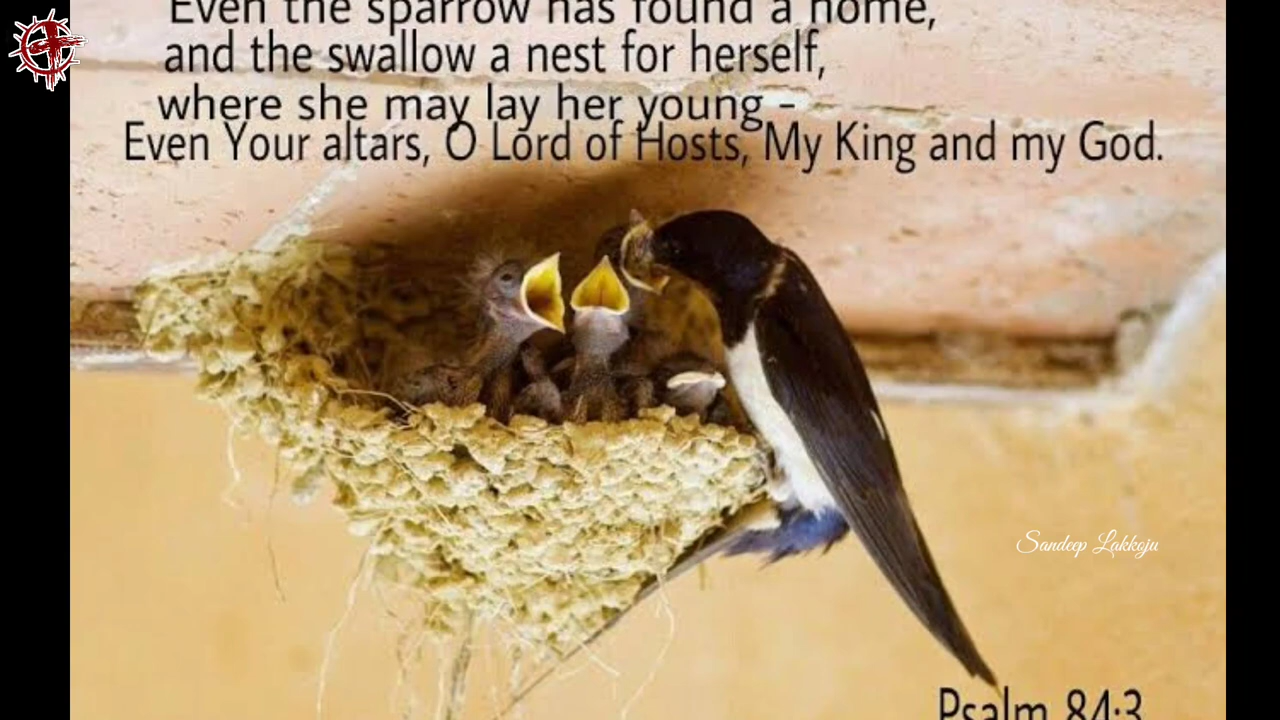 Even the sparrow has found a home,
and the swallow a nest for herself,
where she may lay her young -
Even Your altars, O Lord of Hosts, My King and my God.
Sandeep Lakkoju
Psalm 84:3